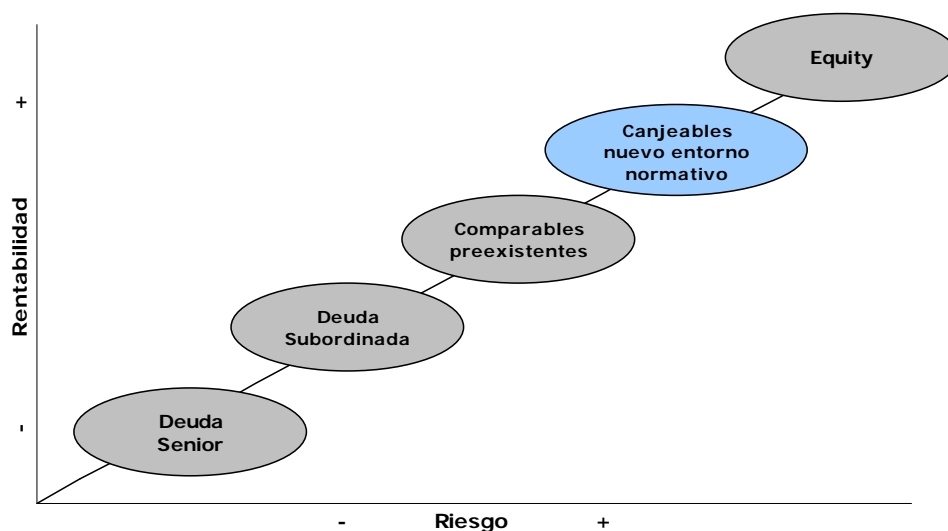 Equity
+
Canjeables
nuevo entorno
normativo
Comparables
preexistentes
Rentabilidad
Deuda
Subordinada
-
Deuda
Senior
- Riesgo +